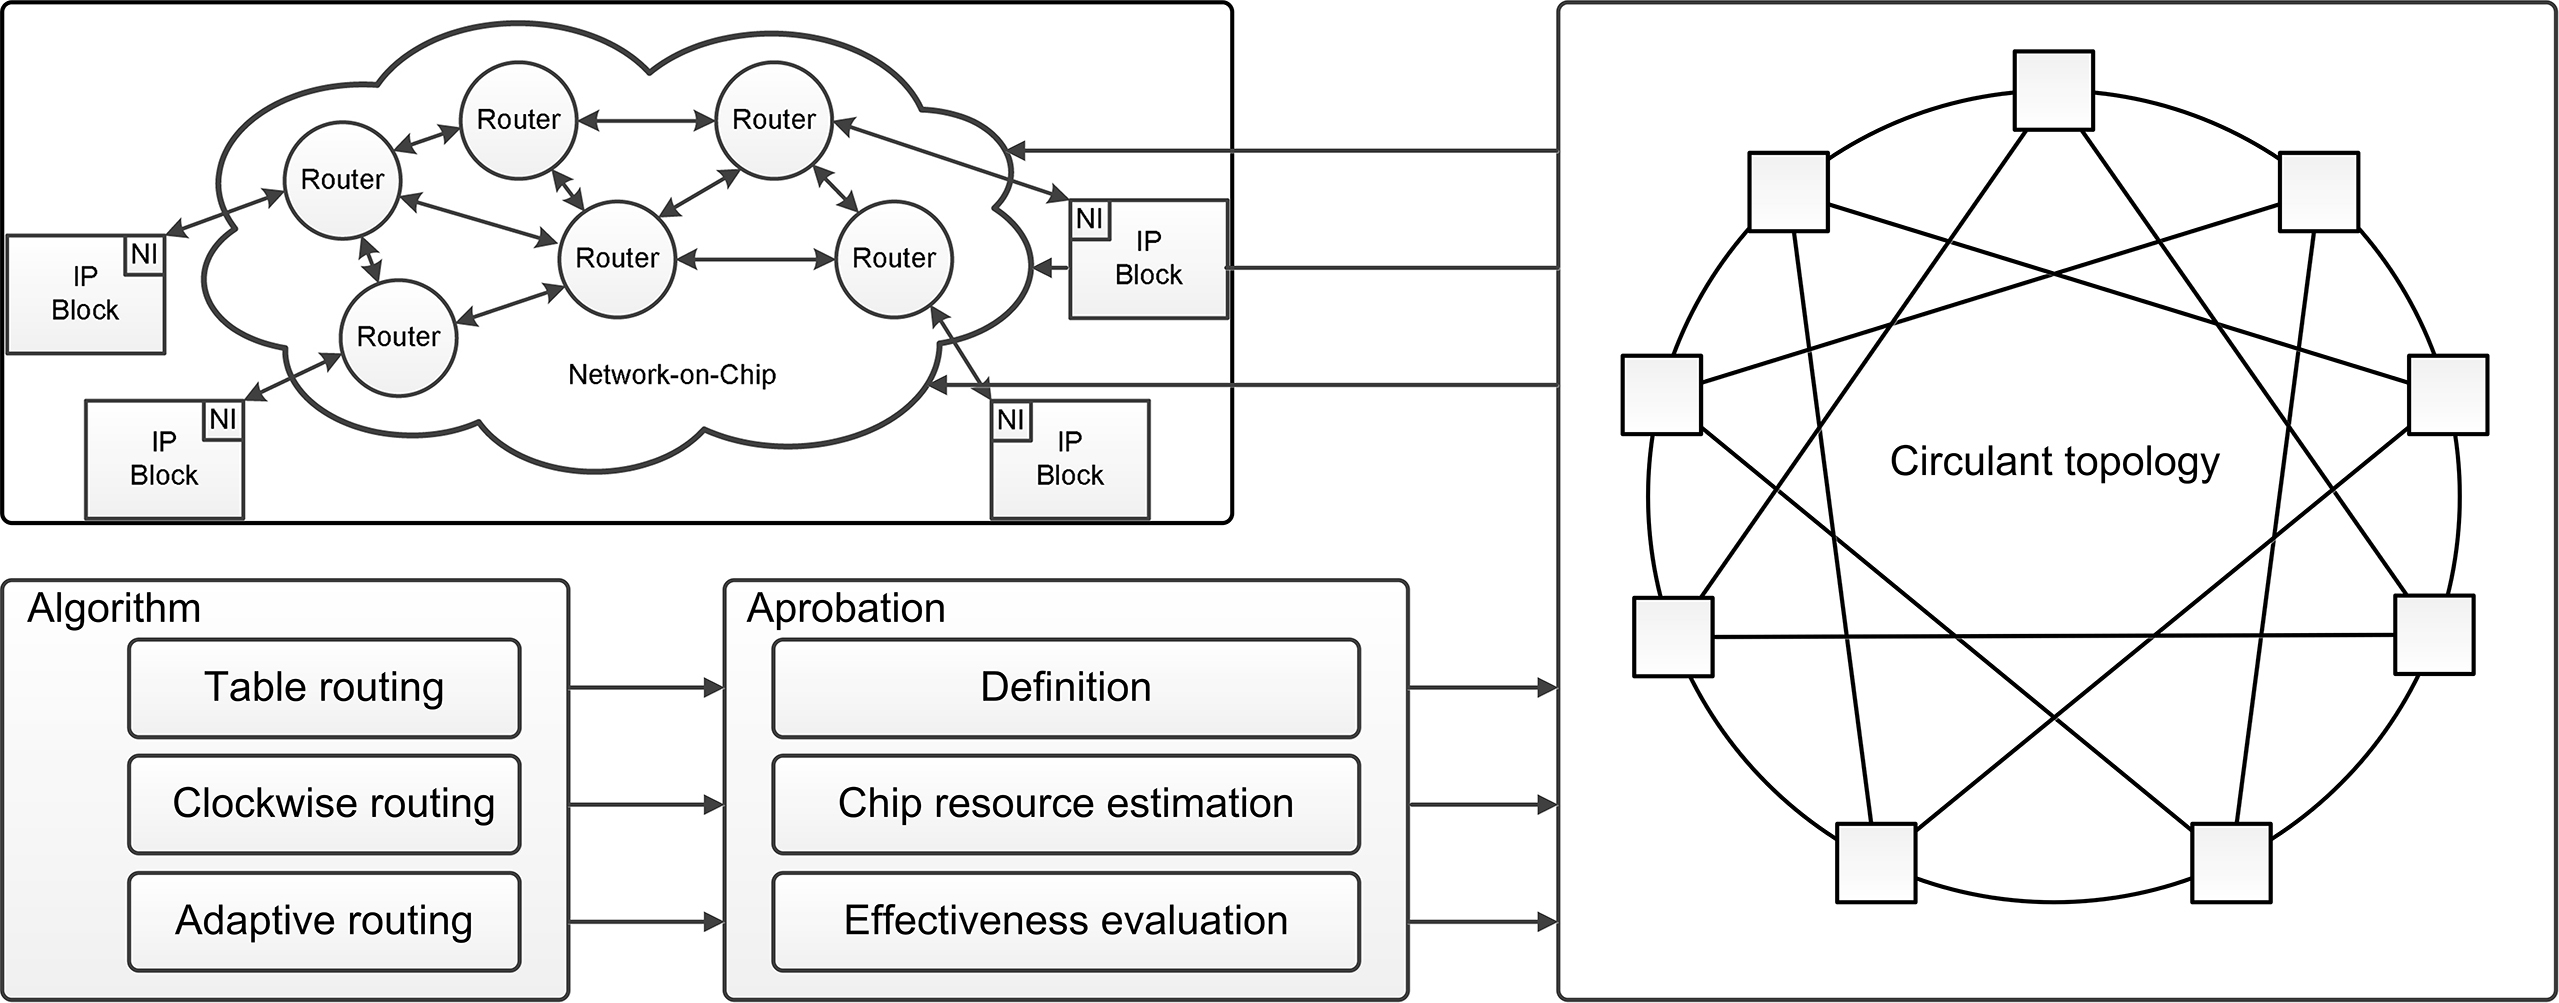 Router
Router
Router
Router
Router
Router
Network-on-Chip
NI
IP
Block
NI
IP
Block
NI
IP
Block
NI
IP
Block
Algorithm
Table routing
Clockwise routing
Adaptive routing
Aprobation
Definition
Chip resource estimation
Effectiveness evaluation
Circulant topology